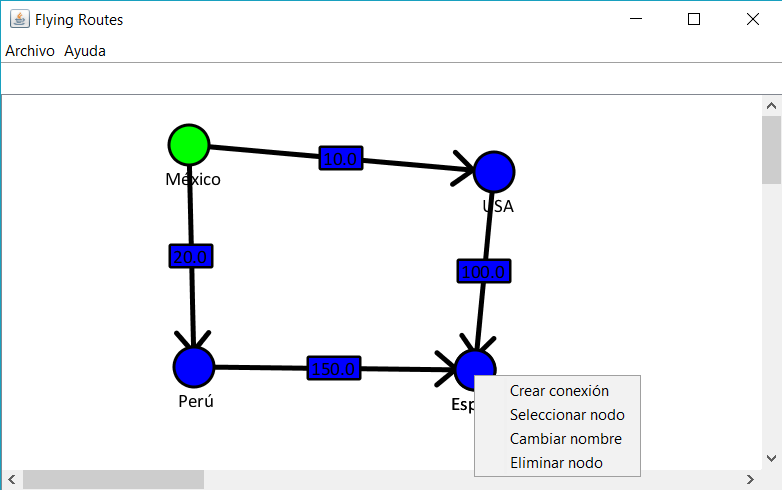 Flying Routes
Archivo Ayuda
10.0
México
USA
20.0
100.0
150.0
Perú
Crear conexión
Seleccionar nodo
Cambiar nombre
Eliminar nodo